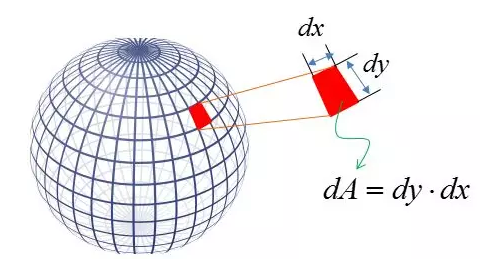 dx
dy
dA = dy · dx